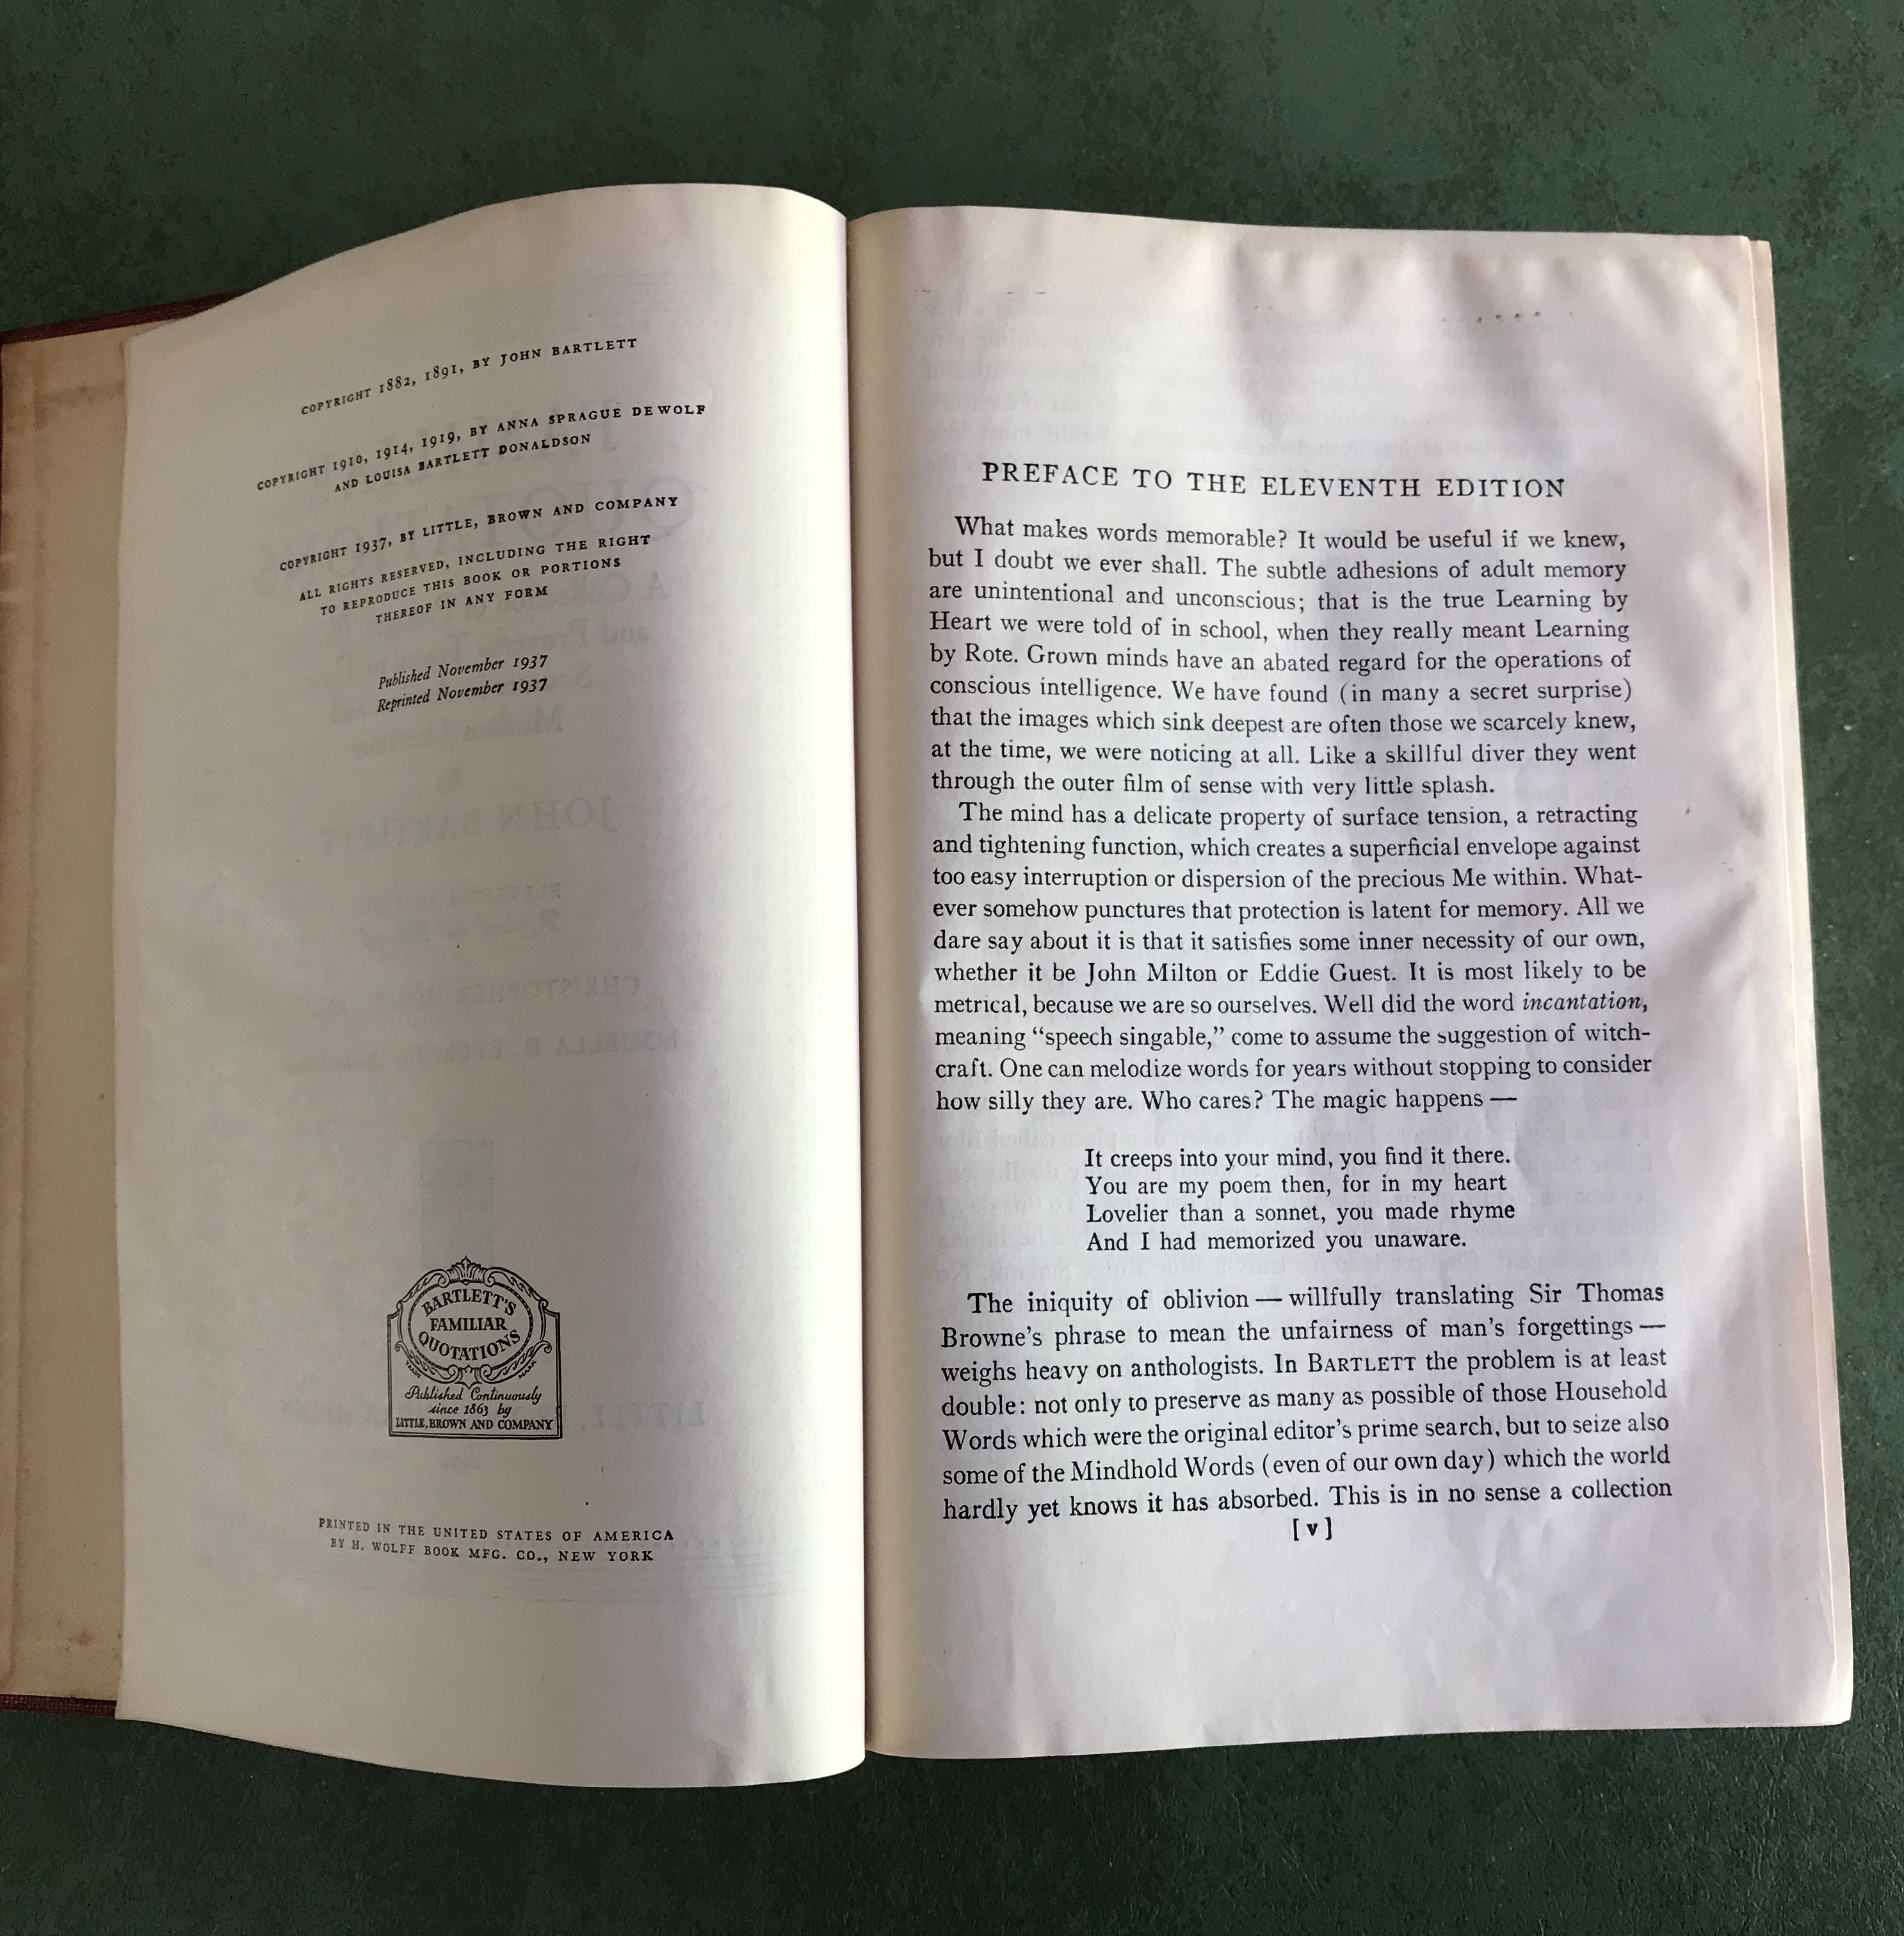 COPYRIGHT 1882, 1891, BY JOHN BARTLETT
COPYRIGHT 1910, 1914, 1919, BY ANNA SPRAGUE DEWOLF
AND LOUISA BARTLETT DONALDSON
COPYRIGHT 1937, BY LITTLE, BROWN AND COMPANY
ALL RIGHTS RESERVED, INCLUDING THE RIGHT
TO REPRODUCE THIS BOOK OR PORTIONS
THEREOF IN ANY FORM
Published November 1937
Reprinted November 1937
BARTLETT'S
FAMILIAR
QUOTATIONS
TRADE MARK
Published Continuously
since 1863 by
LITTLE, BROWN AND COMPANY
PRINTED IN THE UNITED STATES OF AMERICA
BY H. WOLFF BOOK MFG. CO., NEW YORK
PREFACE TO THE ELEVENTH EDITION
What makes words memorable? It would be useful if we knew,
but I doubt we ever shall. The subtle adhesions of adult memory
are unintentional and unconscious; that is the true Learning by
Heart we were told of in school, when they really meant Learning
by Rote. Grown minds have an abated regard for the operations of
conscious intelligence. We have found (in many a secret surprise)
that the images which sink deepest are often those we scarcely knew,
at the time, we were noticing at all. Like a skillful diver they went
through the outer film of sense with very little splash.
The mind has a delicate property of surface tension, a retracting
and tightening function, which creates a superficial envelope against
too easy interruption or dispersion of the precious Me within. What-
ever somehow punctures that protection is latent for memory. All we
dare say about it is that it satisfies some inner necessity of our own,
whether it be John Milton or Eddie Guest. It is most likely to be
metrical, because we are so ourselves. Well did the word incantation,
meaning "speech singable," come to assume the suggestion of witch-
craft. One can melodize words for years without stopping to consider
how silly they are. Who cares? The magic happens —
It creeps into your mind, you find it there.
You are my poem then, for in my heart
Lovelier than a sonnet, you made rhyme
And I had memorized you unaware.
The iniquity of oblivion — willfully translating Sir Thomas
Browne's phrase to mean the unfairness of man's forgettings —
weighs heavy on anthologists. In BARTLETT the problem is at least
double: not only to preserve as many as possible of those Household
Words which were the original editor's prime search, but to seize also
some of the Mindhold Words (even of our own day) which the world
hardly yet knows it has absorbed. This is in no sense a collection
[ v ]